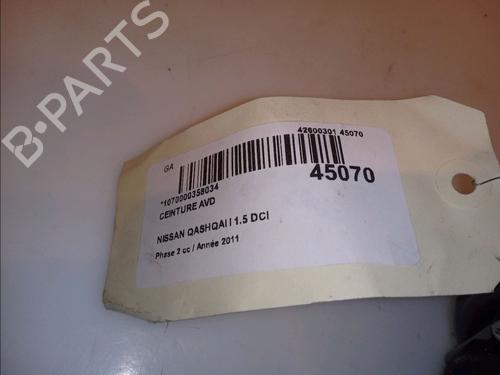 B-PARTS
GA
42600301 45070
*1070000358034
45070
CEINTURE AVD
NISSAN QASHQAI I 1.5 DCI
Phase 2 cc / Année 2011